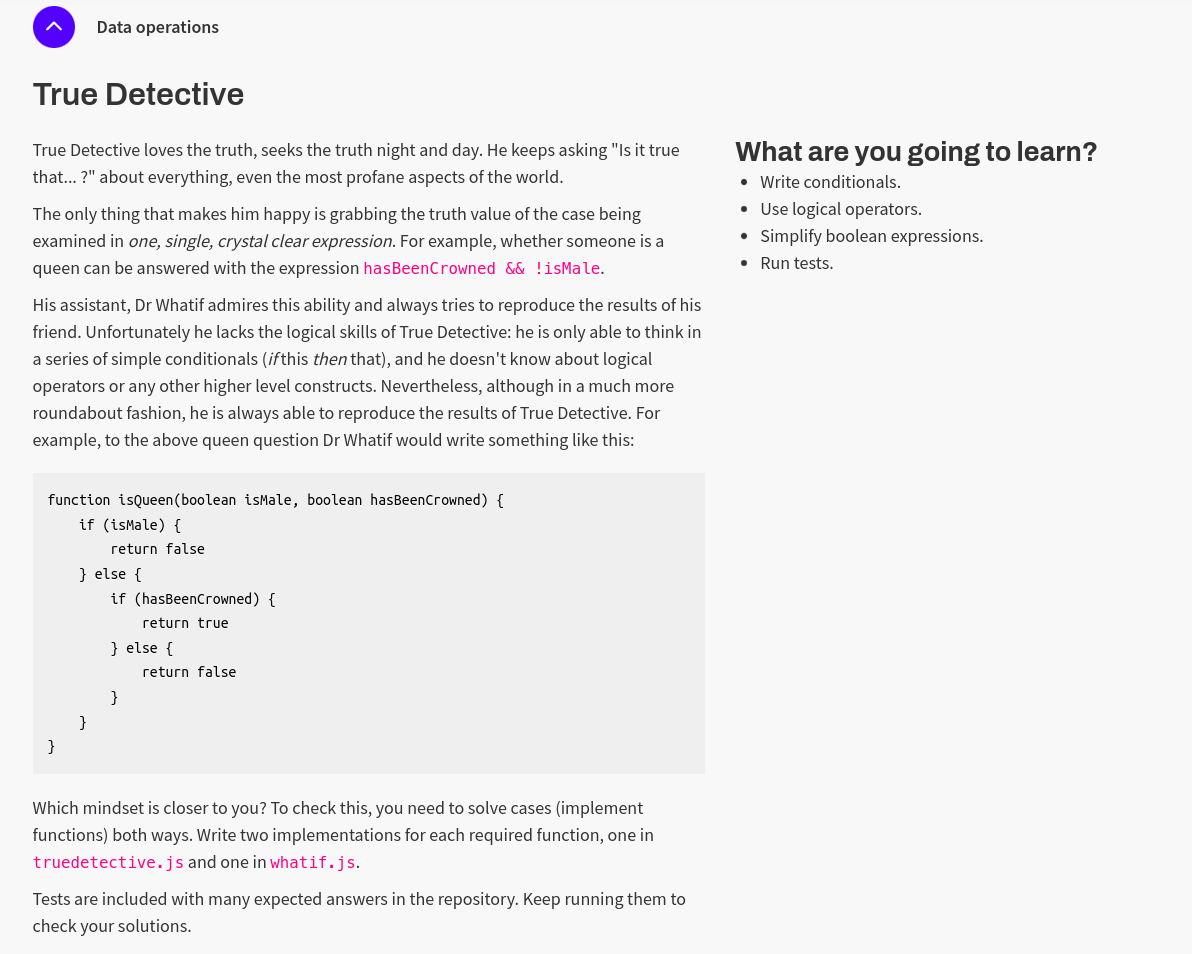 Data operations
True Detective
True Detective loves the truth, seeks the truth night and day. He keeps asking "Is it true
that... ?" about everything, even the most profane aspects of the world.
The only thing that makes him happy is grabbing the truth value of the case being
examined in one, single, crystal clear expression. For example, whether someone is a
queen can be answered with the expression hasBeenCrowned && !isMale.
His assistant, Dr Whatif admires this ability and always tries to reproduce the results of his
friend. Unfortunately he lacks the logical skills of True Detective: he is only able to think in
a series of simple conditionals (if this then that), and he doesn't know about logical
operators or any other higher level constructs. Nevertheless, although in a much more
roundabout fashion, he is always able to reproduce the results of True Detective. For
example, to the above queen question Dr Whatif would write something like this:
function isQueen(boolean isMale, boolean hasBeenCrowned) {
    if (isMale) {
        return false
    } else {
        if (hasBeenCrowned) {
            return true
        } else {
            return false
        }
    }
}
Which mindset is closer to you? To check this, you need to solve cases (implement
functions) both ways. Write two implementations for each required function, one in
truedetective.js and one in whatif.js.
Tests are included with many expected answers in the repository. Keep running them to
check your solutions.
What are you going to learn?
• Write conditionals.
• Use logical operators.
• Simplify boolean expressions.
• Run tests.